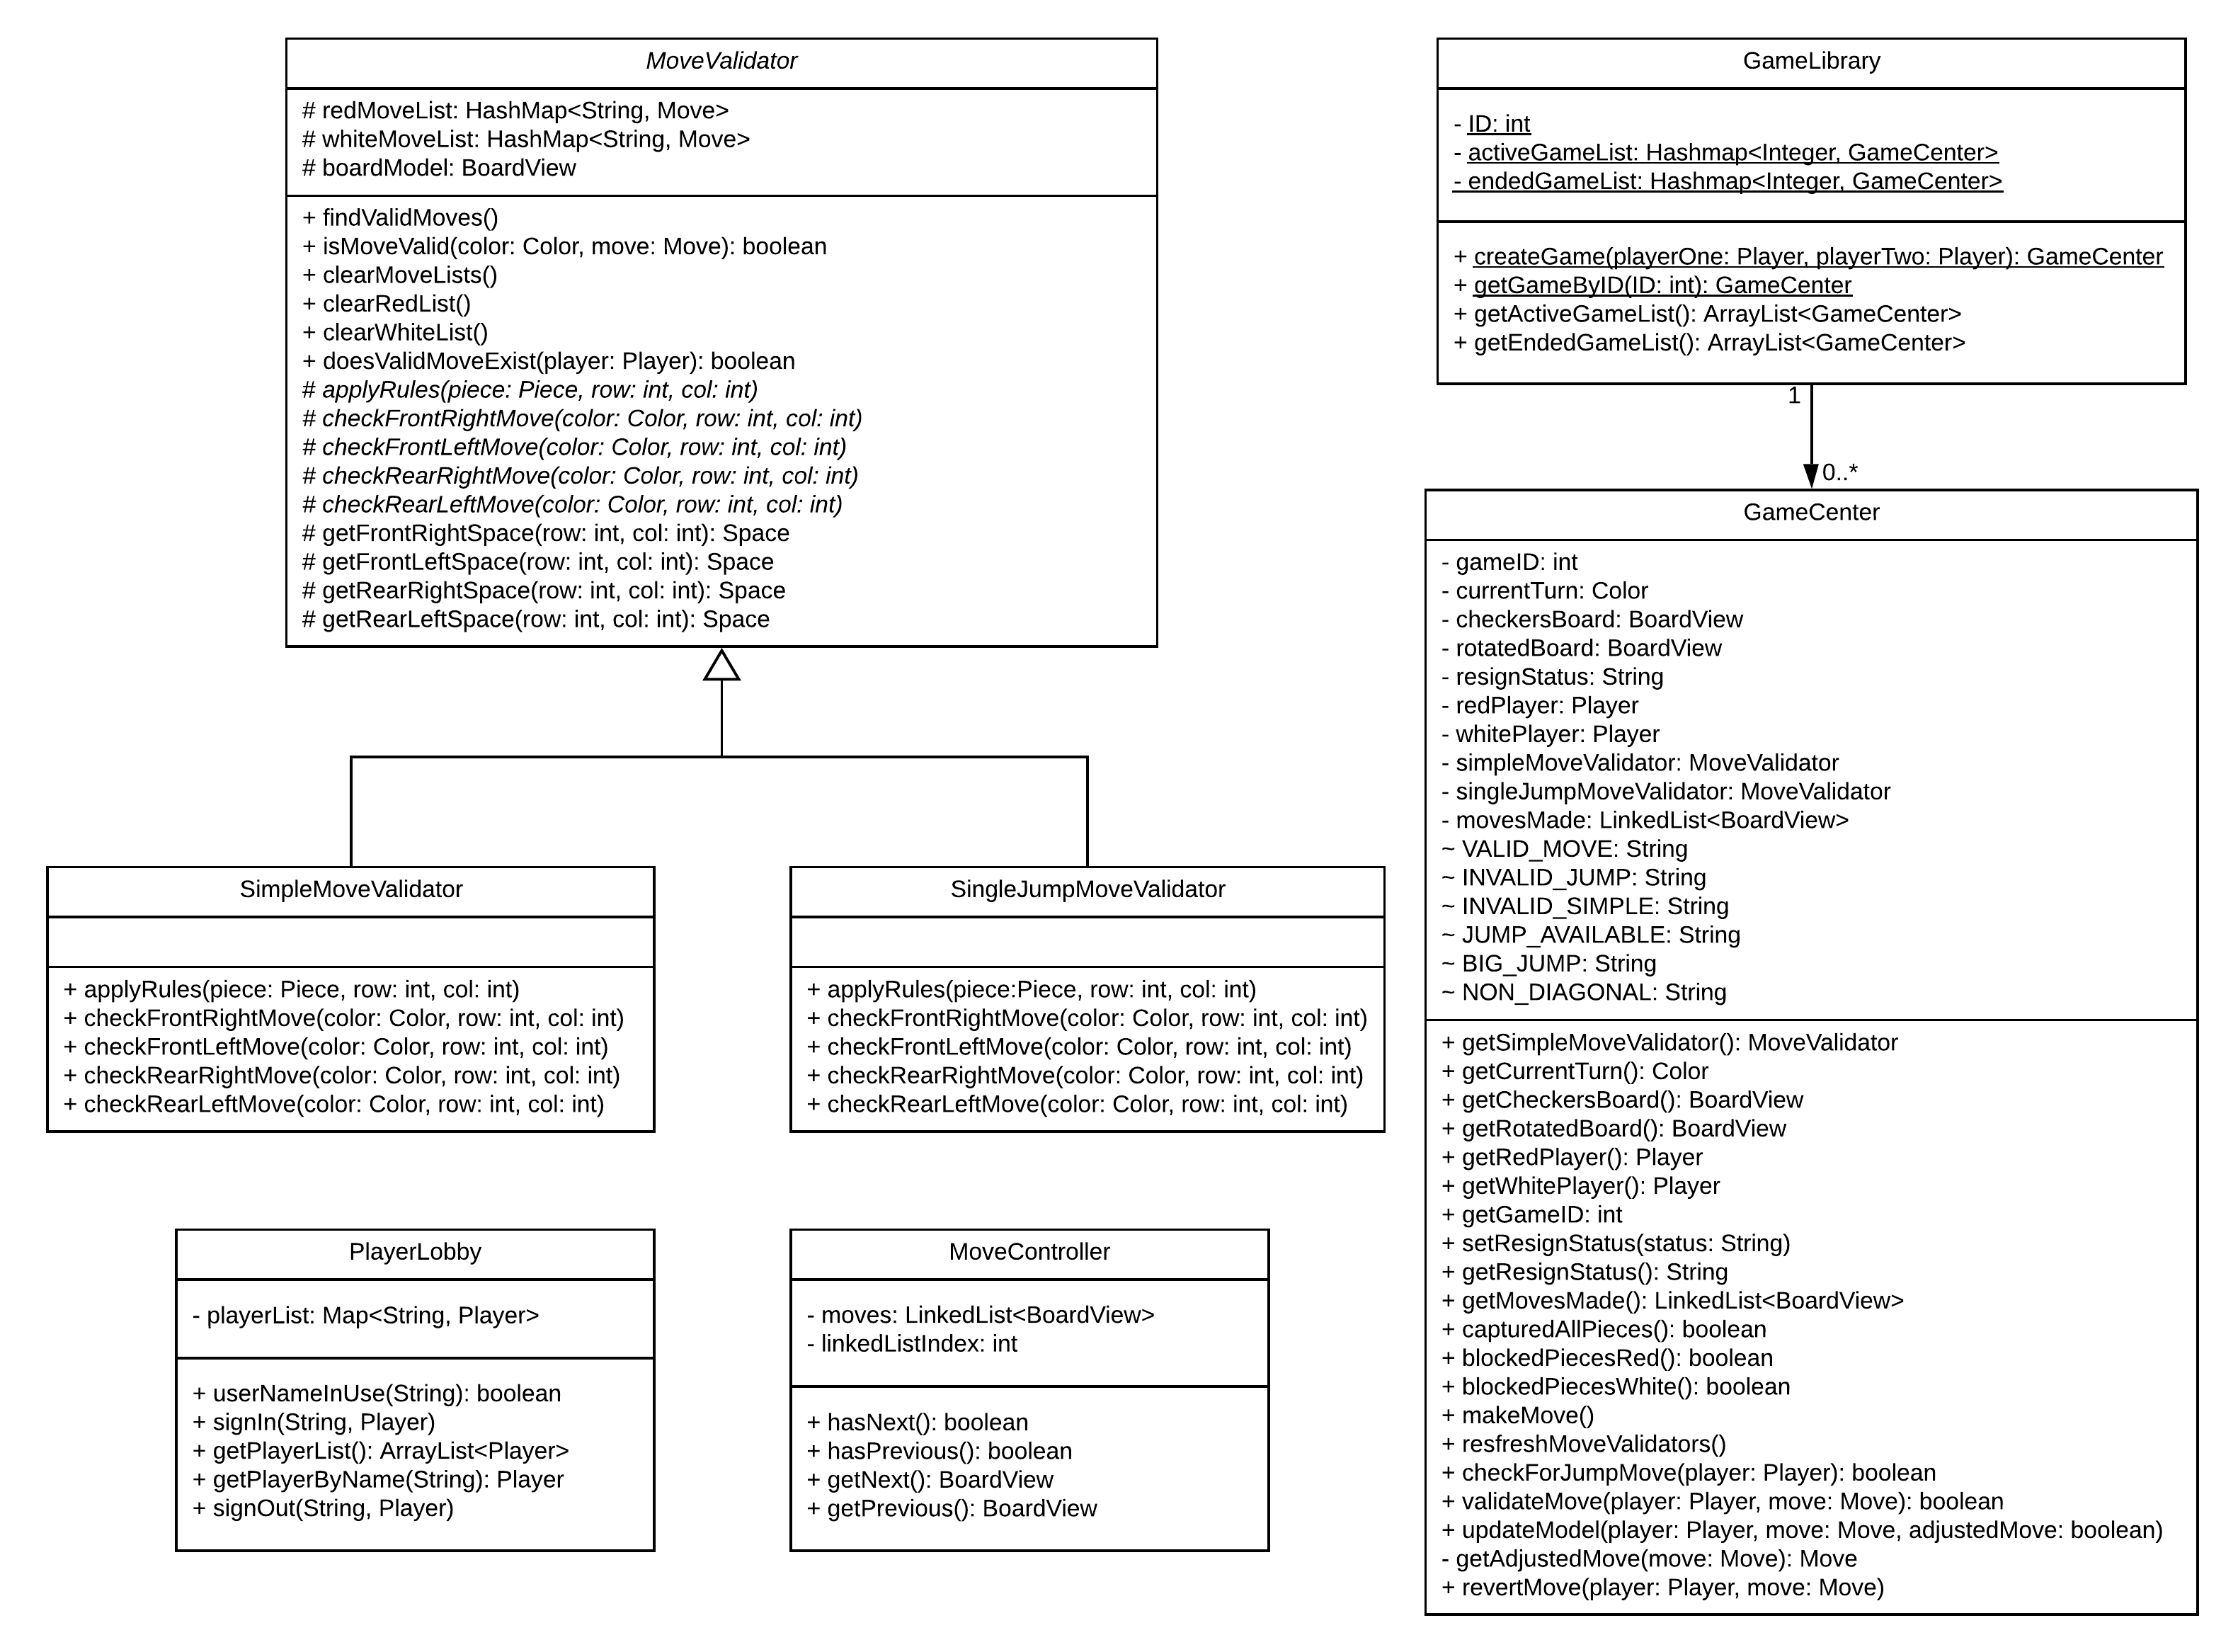 MoveValidator
# redMoveList: HashMap<String, Move>
# whiteMoveList: HashMap<String, Move>
# boardModel: BoardView
+ findValidMoves()
+ isMoveValid(color: Color, move: Move): boolean
+ clearMoveLists()
+ clearRedList()
+ clearWhiteList()
+ doesValidMoveExist(player: Player): boolean
# applyRules(piece: Piece, row: int, col: int)
# checkFrontRightMove(color: Color, row: int, col: int)
# checkFrontLeftMove(color: Color, row: int, col: int)
# checkRearRightMove(color: Color, row: int, col: int)
# checkRearLeftMove(color: Color, row: int, col: int)
# getFrontRightSpace(row: int, col: int): Space
# getFrontLeftSpace(row: int, col: int): Space
# getRearRightSpace(row: int, col: int): Space
# getRearLeftSpace(row: int, col: int): Space
SimpleMoveValidator
+ applyRules(piece: Piece, row: int, col: int)
+ checkFrontRightMove(color: Color, row: int, col: int)
+ checkFrontLeftMove(color: Color, row: int, col: int)
+ checkRearRightMove(color: Color, row: int, col: int)
+ checkRearLeftMove(color: Color, row: int, col: int)
SingleJumpMoveValidator
+ applyRules(piece:Piece, row: int, col: int)
+ checkFrontRightMove(color: Color, row: int, col: int)
+ checkFrontLeftMove(color: Color, row: int, col: int)
+ checkRearRightMove(color: Color, row: int, col: int)
+ checkRearLeftMove(color: Color, row: int, col: int)
PlayerLobby
- playerList: Map<String, Player>
+ userNameInUse(String): boolean
+ signIn(String, Player)
+ getPlayerList(): ArrayList<Player>
+ getPlayerByName(String): Player
+ signOut(String, Player)
MoveController
- moves: LinkedList<BoardView>
- linkedListIndex: int
+ hasNext(): boolean
+ hasPrevious(): boolean
+ getNext(): BoardView
+ getPrevious(): BoardView
GameLibrary
- ID: int
- activeGameList: Hashmap<Integer, GameCenter>
- endedGameList: Hashmap<Integer, GameCenter>
+ createGame(playerOne: Player, playerTwo: Player): GameCenter
+ getGameByID(ID: int): GameCenter
+ getActiveGameList(): ArrayList<GameCenter>
+ getEndedGameList(): ArrayList<GameCenter>
1
0..*
GameCenter
- gameID: int
- currentTurn: Color
- checkersBoard: BoardView
- rotatedBoard: BoardView
- resignStatus: String
- redPlayer: Player
- whitePlayer: Player
- simpleMoveValidator: MoveValidator
- singleJumpMoveValidator: MoveValidator
- movesMade: LinkedList<BoardView>
~ VALID_MOVE: String
~ INVALID_JUMP: String
~ INVALID_SIMPLE: String
~ JUMP_AVAILABLE: String
~ BIG_JUMP: String
~ NON_DIAGONAL: String
+ getSimpleMoveValidator(): MoveValidator
+ getCurrentTurn(): Color
+ getCheckersBoard(): BoardView
+ getRotatedBoard(): BoardView
+ getRedPlayer(): Player
+ getWhitePlayer(): Player
+ getGameID: int
+ setResignStatus(status: String)
+ getResignStatus(): String
+ getMovesMade(): LinkedList<BoardView>
+ capturedAllPieces(): boolean
+ blockedPiecesRed(): boolean
+ blockedPiecesWhite(): boolean
+ makeMove()
+ resfreshMoveValidators()
+ checkForJumpMove(player: Player): boolean
+ validateMove(player: Player, move: Move): boolean
+ updateModel(player: Player, move: Move, adjustedMove: boolean)
- getAdjustedMove(move: Move): Move
+ revertMove(player: Player, move: Move)